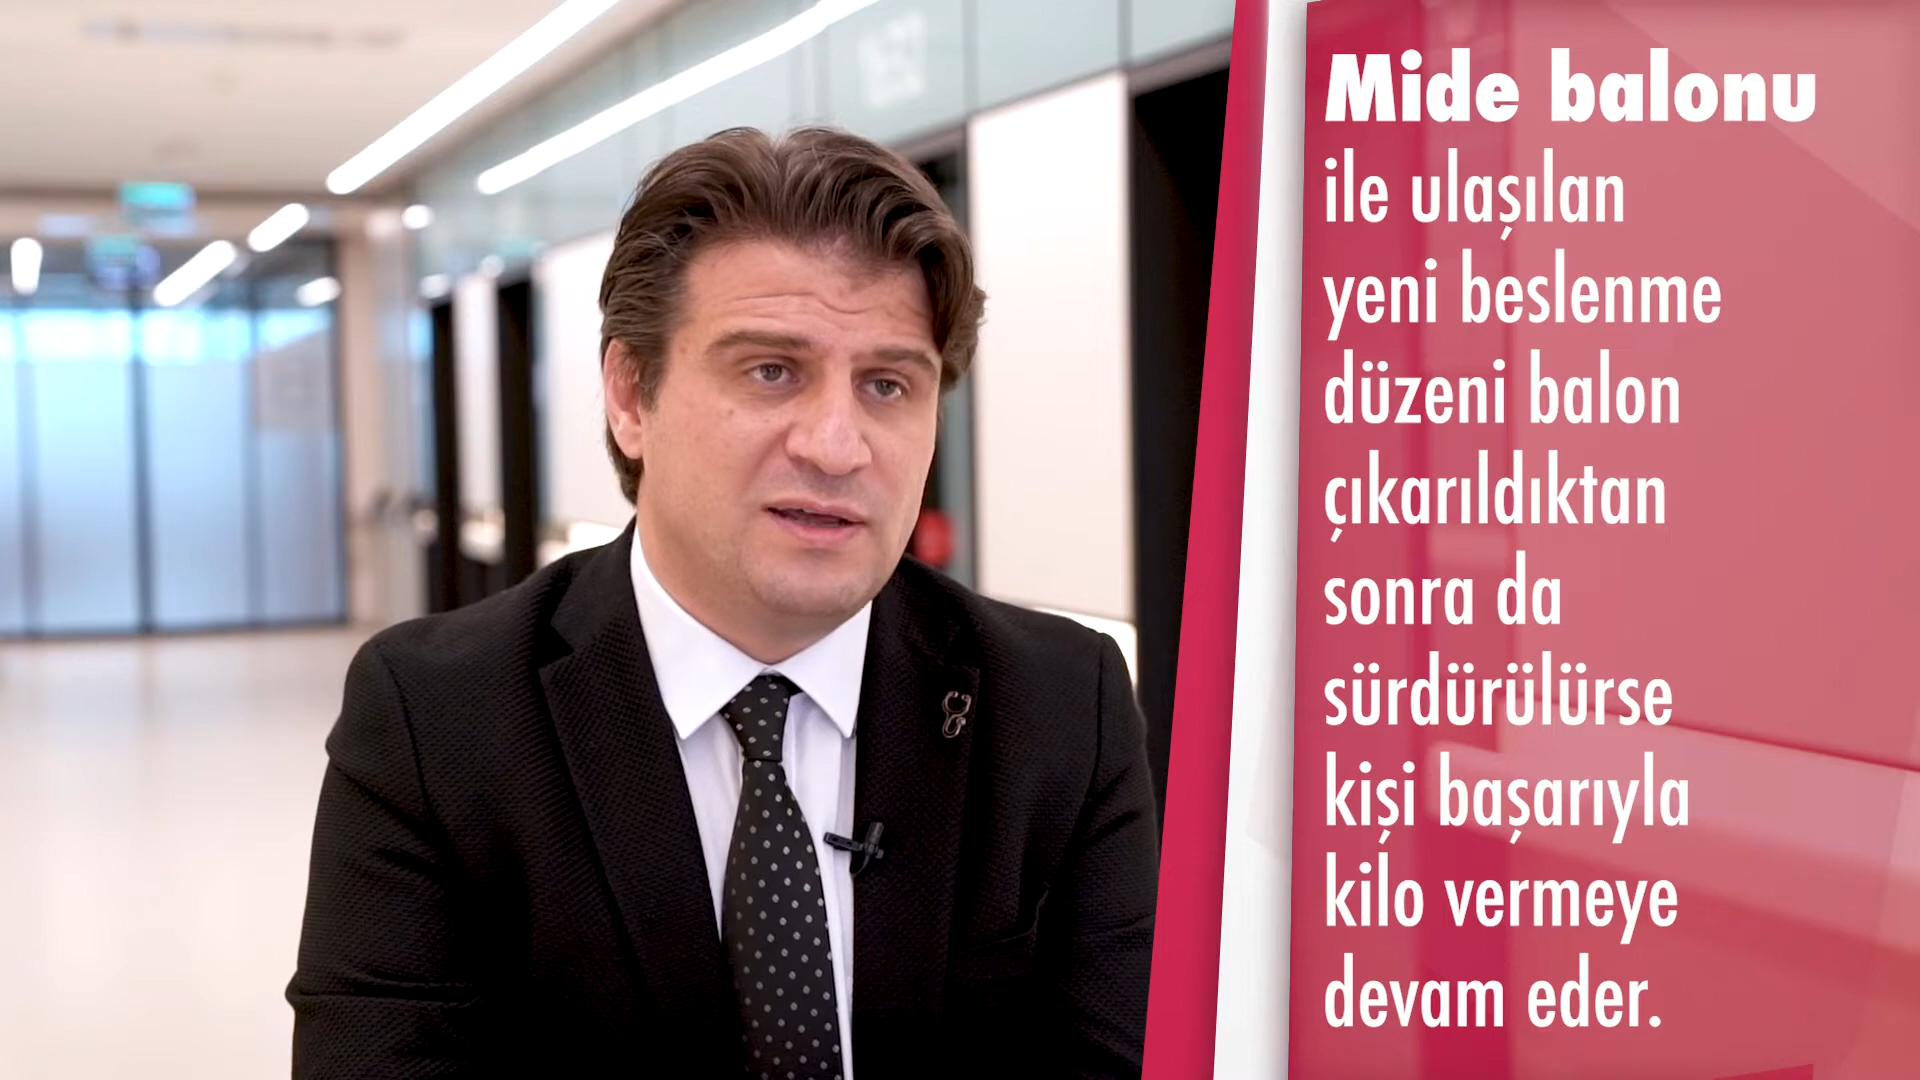 Mide balonu
ile ulaşılan
yeni beslenme
düzeni balon
çıkarıldıktan
sonra da
sürdürülürse
kişi başarıyla
kilo vermeye
devam eder.